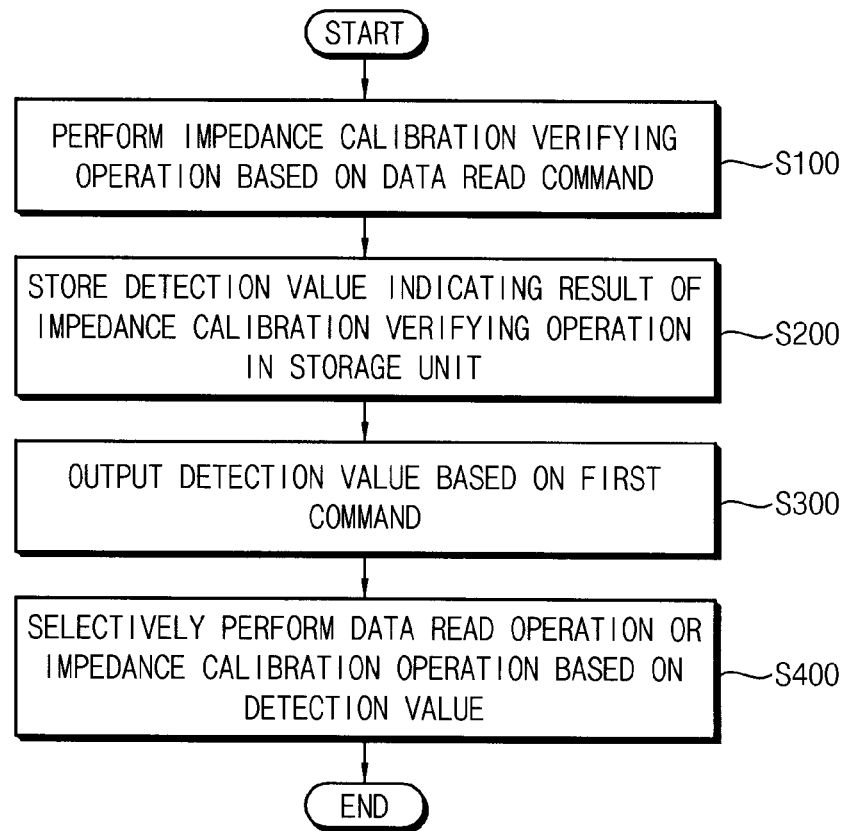 START
PERFORM IMPEDANCE CALIBRATION VERIFYING
OPERATION BASED ON DATA READ COMMAND
S100
STORE DETECTION VALUE INDICATING RESULT OF
IMPEDANCE CALIBRATION VERIFYING OPERATION
IN STORAGE UNIT
S200
OUTPUT DETECTION VALUE BASED ON FIRST
COMMAND
S300
SELECTIVELY PERFORM DATA READ OPERATION OR
IMPEDANCE CALIBRATION OPERATION BASED ON
DETECTION VALUE
S400
END